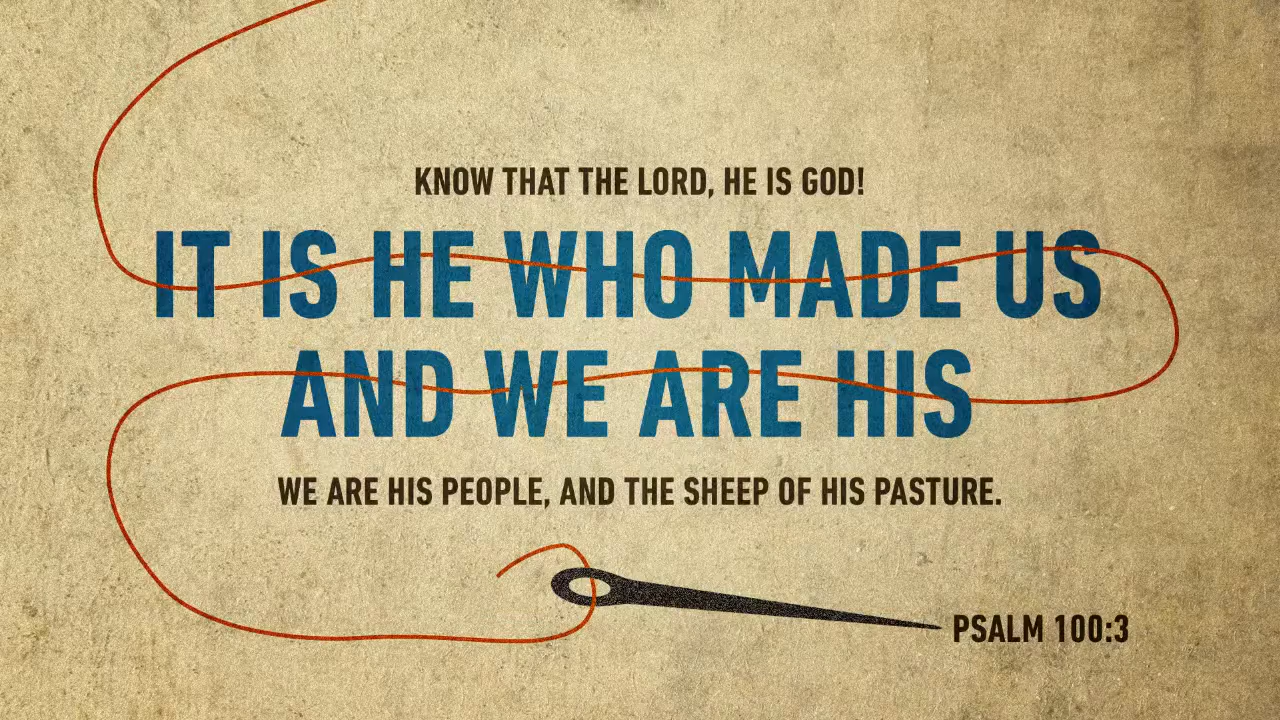 KNOW THAT THE LORD, HE IS GOD!
IT IS HE WHO MADE US
AND WE ARE HIS
WE ARE HIS PEOPLE, AND THE SHEEP OF HIS PASTURE.
PSALM 100:3